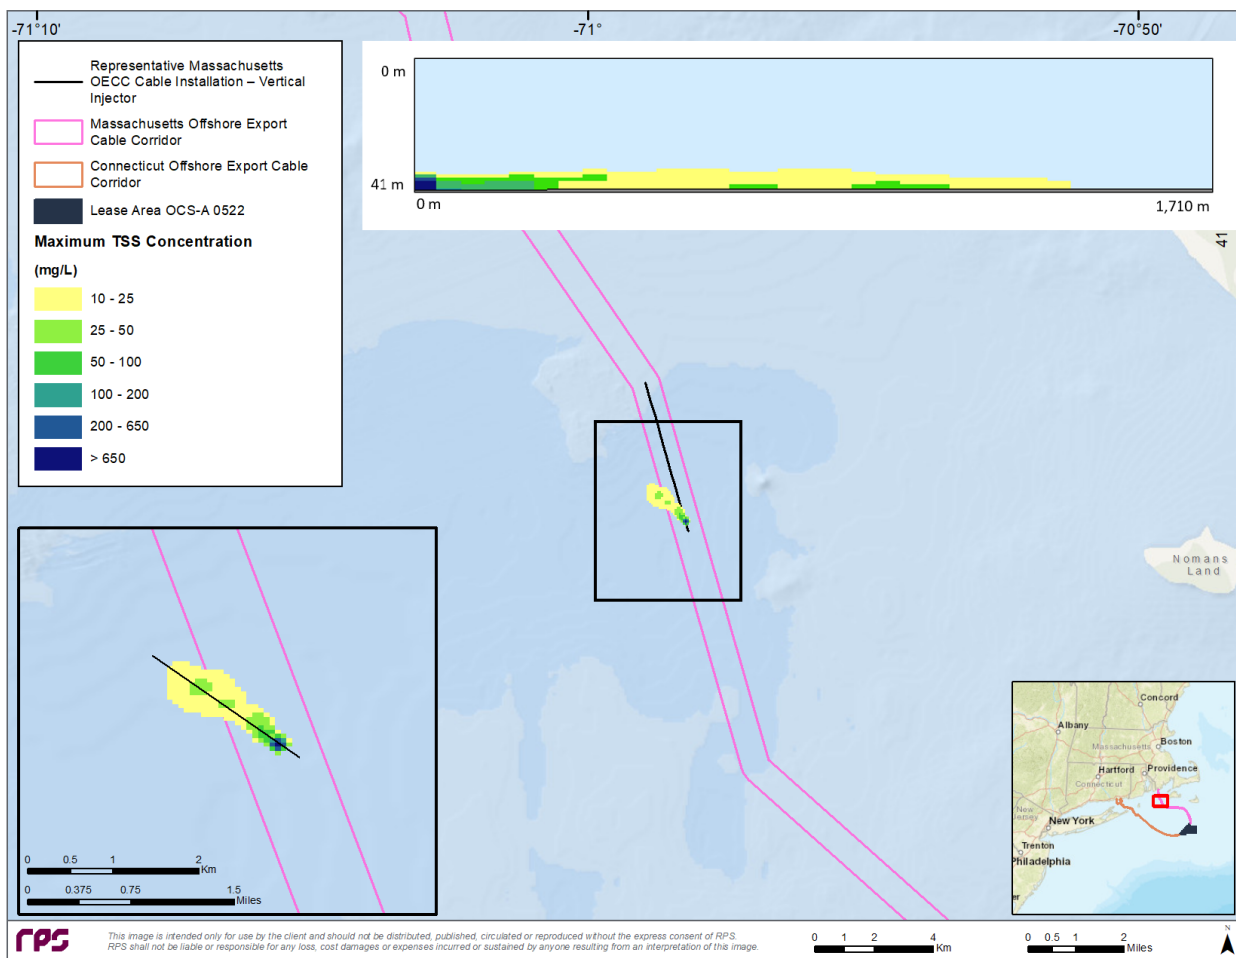 -71°10'
-71°
-70°50'
Representative Massachusetts
OECC Cable Installation – Vertical
Injector
Massachusetts Offshore Export
Cable Corridor
Connecticut Offshore Export Cable
Corridor
Lease Area OCS-A 0522
Maximum TSS Concentration
(mg/L)
10 - 25
25 - 50
50 - 100
100 - 200
200 - 650
> 650
0 m
41 m
0 m
1,710 m
41
Nomans
Land
0 0.5 1 2
Km
0 0.375 0.75 1.5
Miles
Concord
Albany
Boston
Massachusetts
Hartford
Providence
Connecticut
New
Jersey
New York
Trenton
Philadelphia
er
rps
This image is intended only for use by the client and should not be distributed, published, circulated or reproduced without the express consent of RPS.
RPS shall not be liable or responsible for any loss, cost damages or expenses incurred or sustained by anyone resulting from an interpretation of this image.
0 1 2 4
Km
0 0.5 1 2
Miles
N